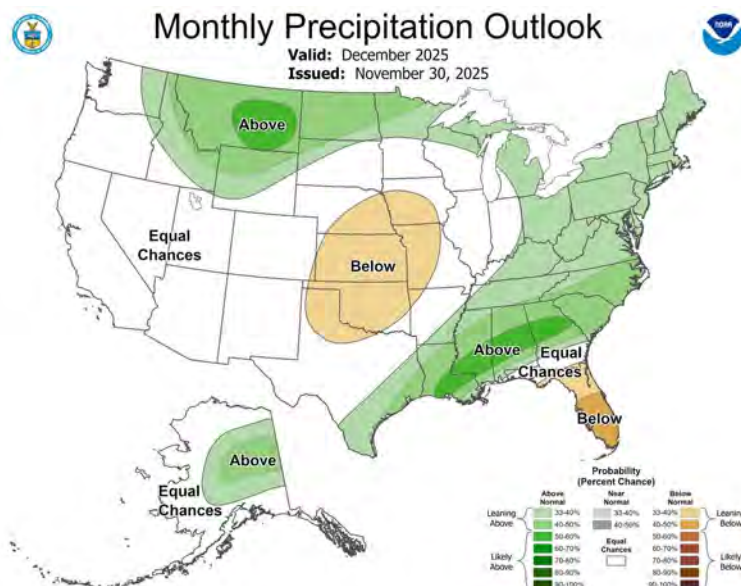 Monthly Precipitation Outlook
Valid: December 2025
Issued: November 30, 2025
NOAA
Above
Equal
Chances
Below
Above
Equal
Chances
Below
Above
Equal
Chances
Probability
(Percent Chance)
Above
Normal
Near
Normal
Below
Normal
Leaning
Above
33-40%
33-40%
33-40%
Leaning
Below
40-50%
40-50%
40-50%
50-60%
50-60%
Equal
Chances
60-70%
60-70%
Likely
Above
70-80%
70-80%
Likely
Below
80-90%
80-90%
90-100%
90-100%